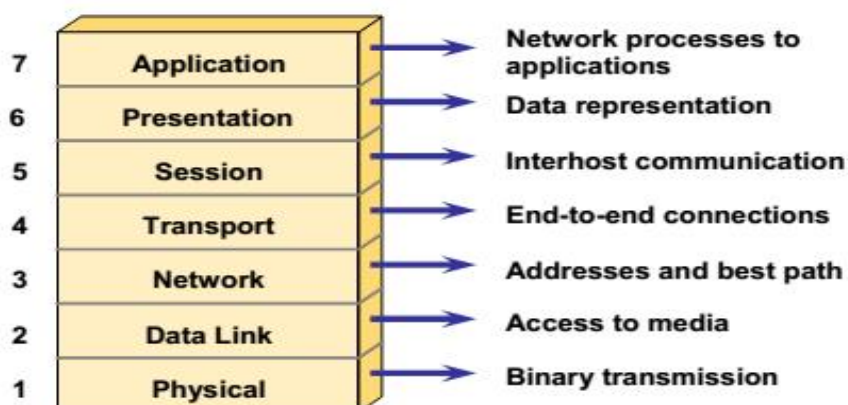 7 Application Network processes to
applications
6 Presentation Data representation
5 Session Interhost communication
4 Transport End-to-end connections
3 Network Addresses and best path
2 Data Link Access to media
1 Physical Binary transmission